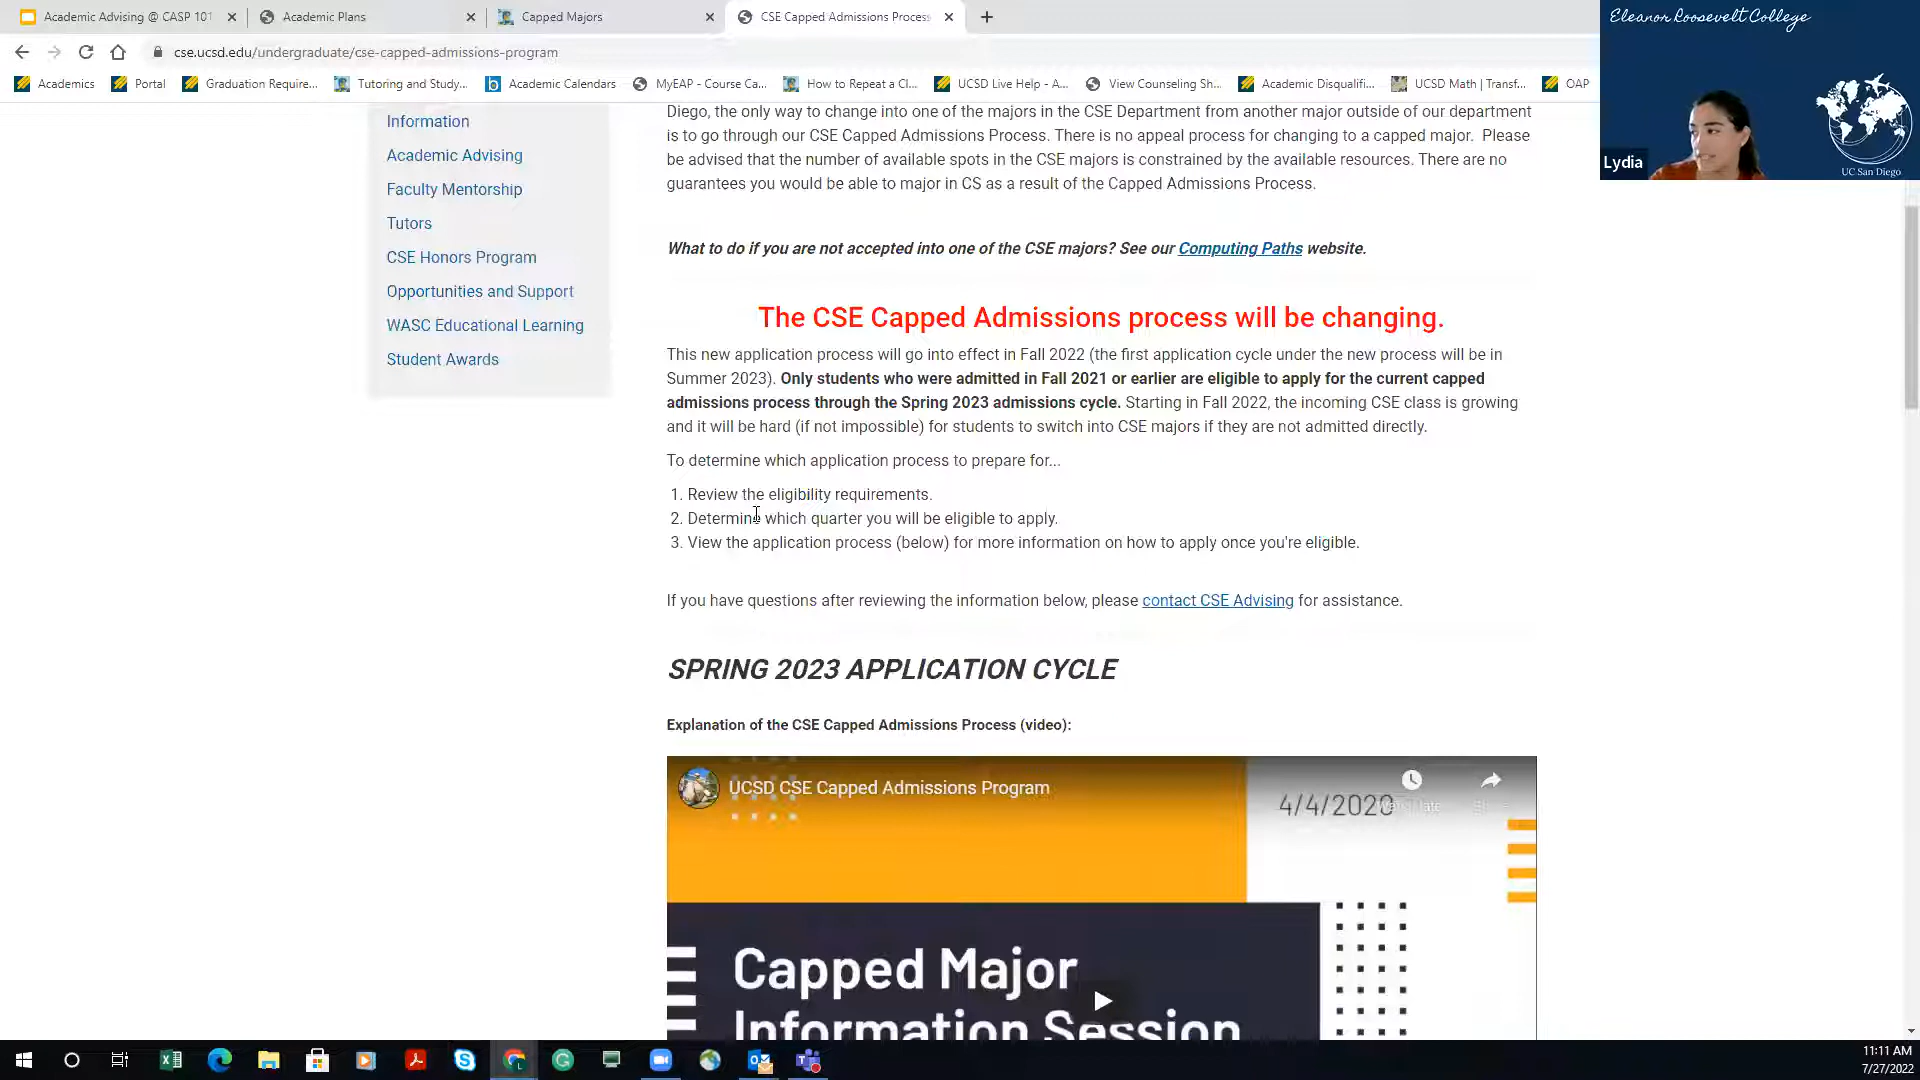 Academic Advising @ CASP 101
Academic Plans
Capped Majors
CSE Capped Admissions Process
cse.ucsd.edu/undergraduate/cse-capped-admissions-program
Academics
Portal
Graduation Require...
Tutoring and Study...
Academic Calendars
MyEAP - Course Ca...
How to Repeat a Cl...
UCSD Live Help - A...
View Counseling Sh...
Academic Disqualifi...
UCSD Math | Transf...
OAP
Eleanor Roosevelt College
Lydia
UC San Diego
Information
Academic Advising
Faculty Mentorship
Tutors
CSE Honors Program
Opportunities and Support
WASC Educational Learning
Student Awards
Diego, the only way to change into one of the majors in the CSE Department from another major outside of our department
is to go through our CSE Capped Admissions Process. There is no appeal process for changing to a capped major. Please
be advised that the number of available spots in the CSE majors is constrained by the available resources. There are no
guarantees you would be able to major in CS as a result of the Capped Admissions Process.
What to do if you are not accepted into one of the CSE majors? See our Computing Paths website.
The CSE Capped Admissions process will be changing.
This new application process will go into effect in Fall 2022 (the first application cycle under the new process will be in
Summer 2023). Only students who were admitted in Fall 2021 or earlier are eligible to apply for the current capped
admissions process through the Spring 2023 admissions cycle. Starting in Fall 2022, the incoming CSE class is growing
and it will be hard (if not impossible) for students to switch into CSE majors if they are not admitted directly.
To determine which application process to prepare for...
1. Review the eligibility requirements.
2. Determine which quarter you will be eligible to apply.
3. View the application process (below) for more information on how to apply once you're eligible.
If you have questions after reviewing the information below, please contact CSE Advising for assistance.
SPRING 2023 APPLICATION CYCLE
Explanation of the CSE Capped Admissions Process (video):
UCSD CSE Capped Admissions Program
4/4/2020
Capped Major
Information Session
11:11 AM
7/27/2022